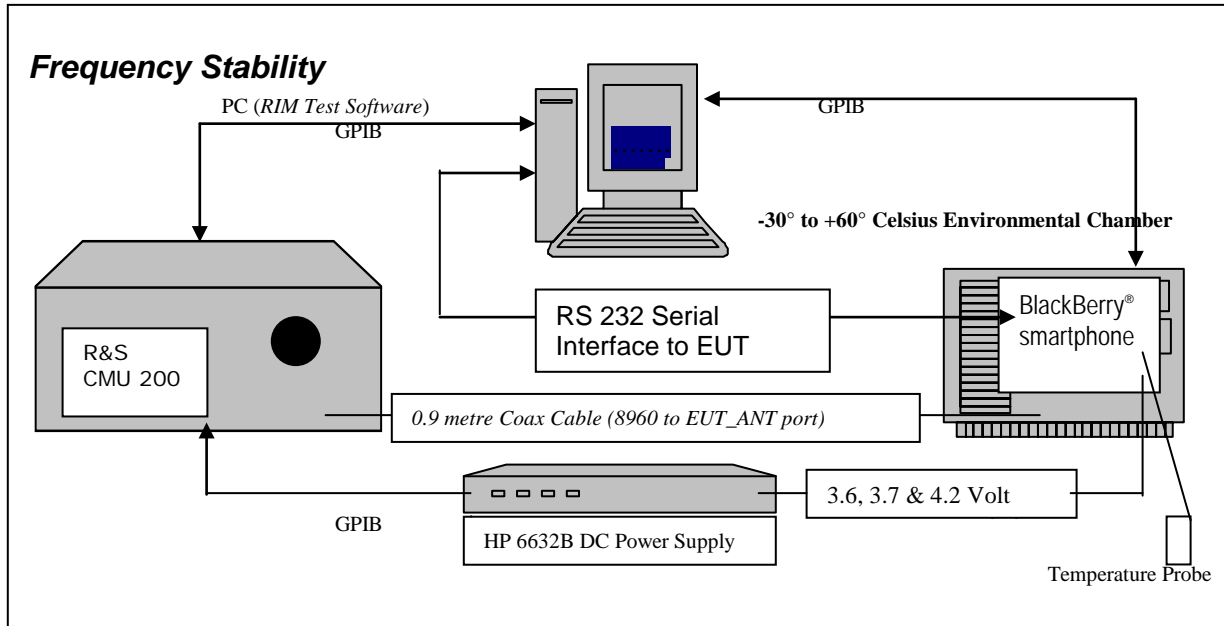 Frequency Stability
PC (RIM Test Software)
GPIB
GPIB
-30° to +60° Celsius Environmental Chamber
RS 232 Serial
Interface to EUT
BlackBerry®
smartphone
R&S
CMU 200
0.9 metre Coax Cable (8960 to EUT_ANT port)
3.6, 3.7 & 4.2 Volt
GPIB
HP 6632B DC Power Supply
Temperature Probe